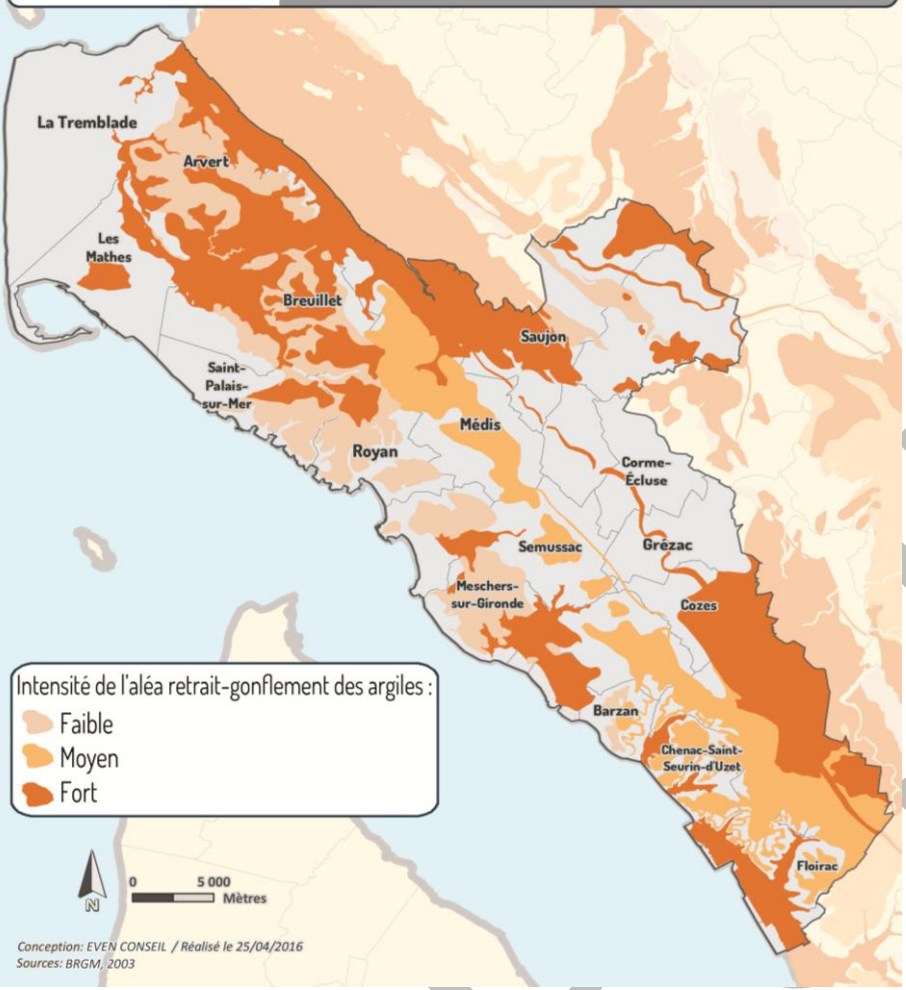 La Tremblade
Arvert
Les
Mathes
Breuillet
Saujon
Saint-
Palais-
sur-Mer
Médis
Royan
Corme-
Écluse
Semussac
Grézac
Meschers-
sur-Gironde
Cozes
Barzan
Chenac-Saint-
Seurin-d'Uzet
Floirac
Intensité de l'aléa retrait-gonflement des argiles :
Faible
Moyen
Fort
N
0 5 000
Mètres
Conception: EVEN CONSEIL / Réalisé le 25/04/2016
Sources: BRGM, 2003